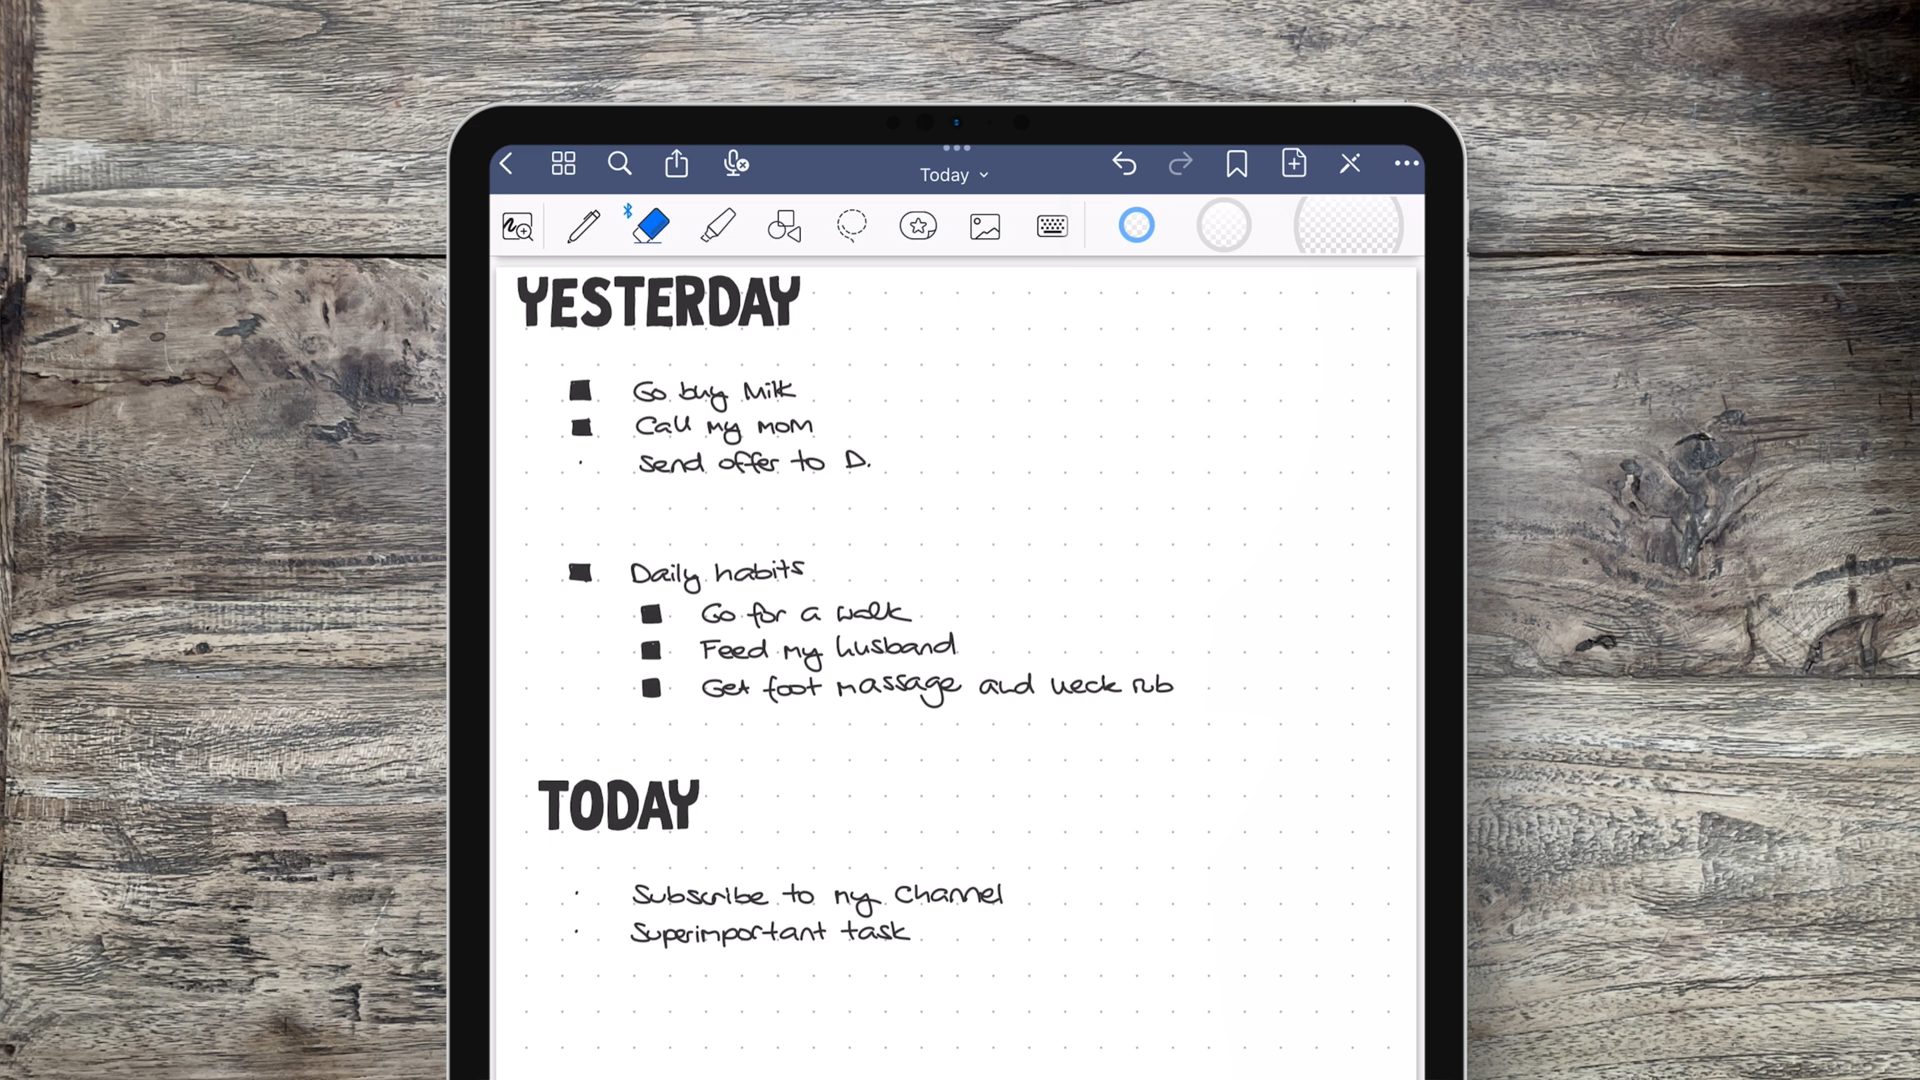 Today
YESTERDAY
Go buy Milk
Call my mom
Send offer to D.
Daily habits
Go for a walk
Feed my husband
Get foot massage and neck rub
TODAY
Subscribe to my Channel
Superimportant task